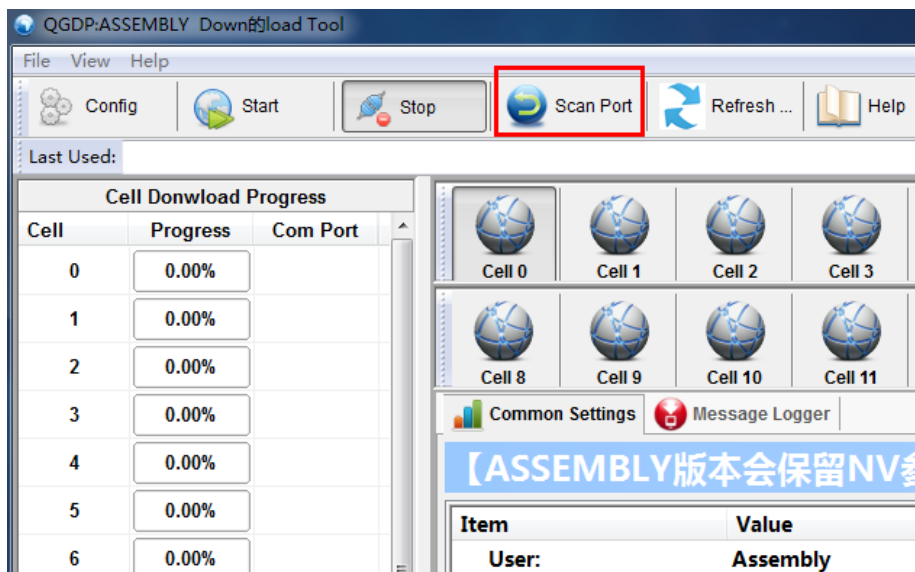 QGDP:ASSEMBLY Down的load Tool
File View Help
Config Start Stop Scan Port Refresh ... Help
Last Used:
Cell Donwload Progress
Cell Progress Com Port
0 0.00%
1 0.00%
2 0.00%
3 0.00%
4 0.00%
5 0.00%
6 0.00%
Cell 0 Cell 1 Cell 2 Cell 3
Cell 8 Cell 9 Cell 10 Cell 11
Common Settings Message Logger
【ASSEMBLY版本会保留NV参
Item Value
User: Assembly